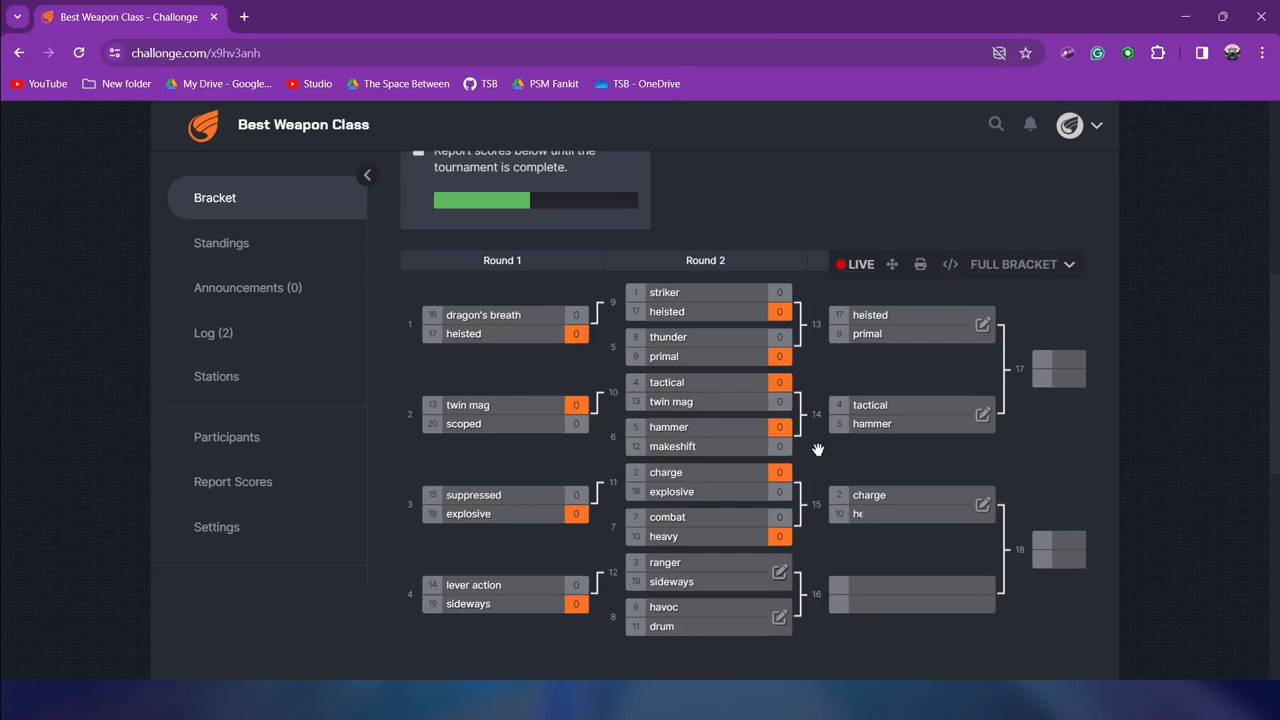 Best Weapon Class - Challonge
challonge.com/x9hv3anh
YouTube New folder My Drive - Google... Studio The Space Between TSB PSM Fankit TSB - OneDrive
Best Weapon Class
Bracket
Standings
Announcements (0)
Log (2)
Stations
Participants
Report Scores
Settings
Report scores below until the
tournament is complete.
Round 1 Round 2
LIVE FULL BRACKET
1
16 dragon's breath 0
17 heisted 0
2
13 twin mag 0
20 scoped 0
3
15 suppressed 0
18 explosive 0
4
14 lever action 0
19 sideways 0
9
1 striker 0
17 heisted 0
5
8 thunder 0
9 primal 0
10
4 tactical 0
13 twin mag 0
6
5 hammer 0
12 makeshift 0
11
2 charge 0
18 explosive 0
7
7 combat 0
10 heavy 0
12
3 ranger
19 sideways
8
6 havoc
11 drum
13
17 heisted
9 primal
14
4 tactical
5 hammer
15
2 charge
10 he
16
17
18